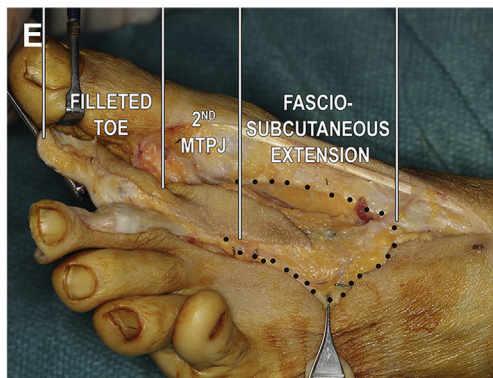 E
FILLETED
TOE
2ND
MTPJ
FASCIO-
SUBCUTANEOUS
EXTENSION